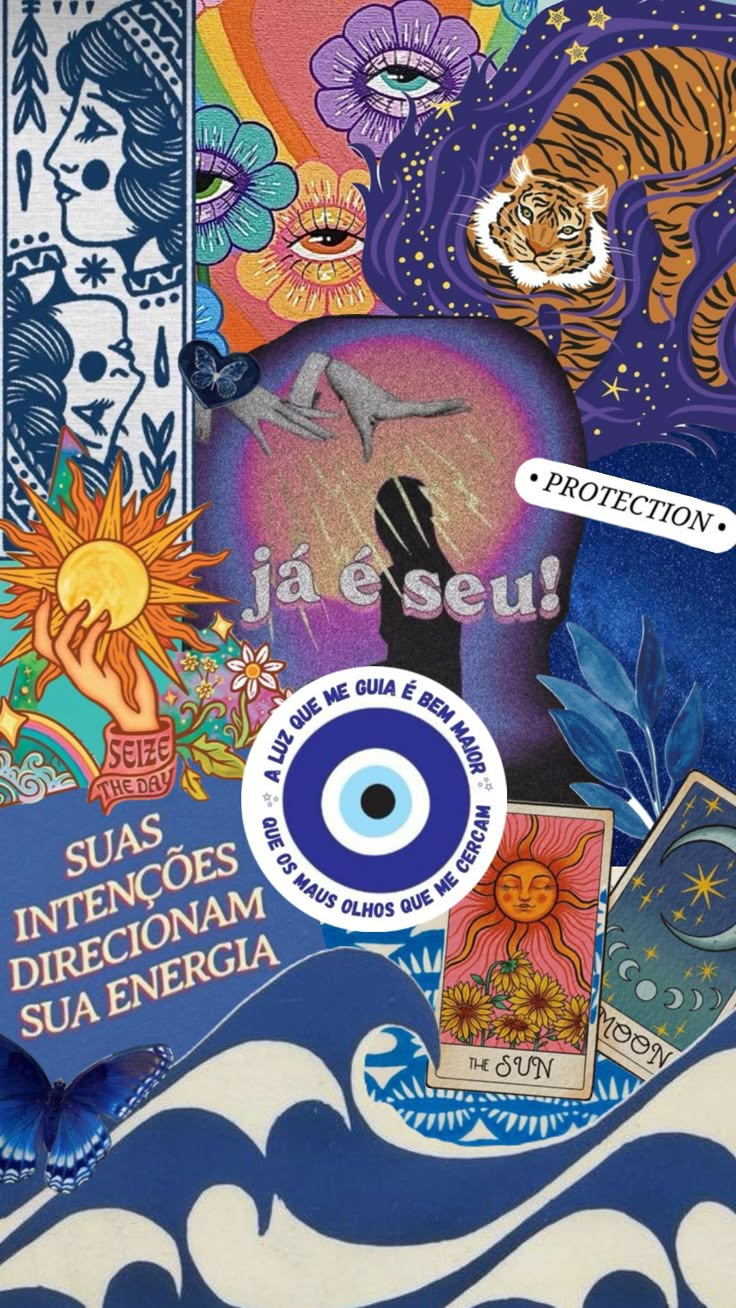 • PROTECTION •
já é seu!
SEIZE
THE DAY
A LUZ QUE ME GUIA É BEM MAIOR
QUE OS MAUS OLHOS QUE ME CERCAM
SUAS
INTENÇÕES
DIRECIONAM
SUA ENERGIA
THE SUN
MOON